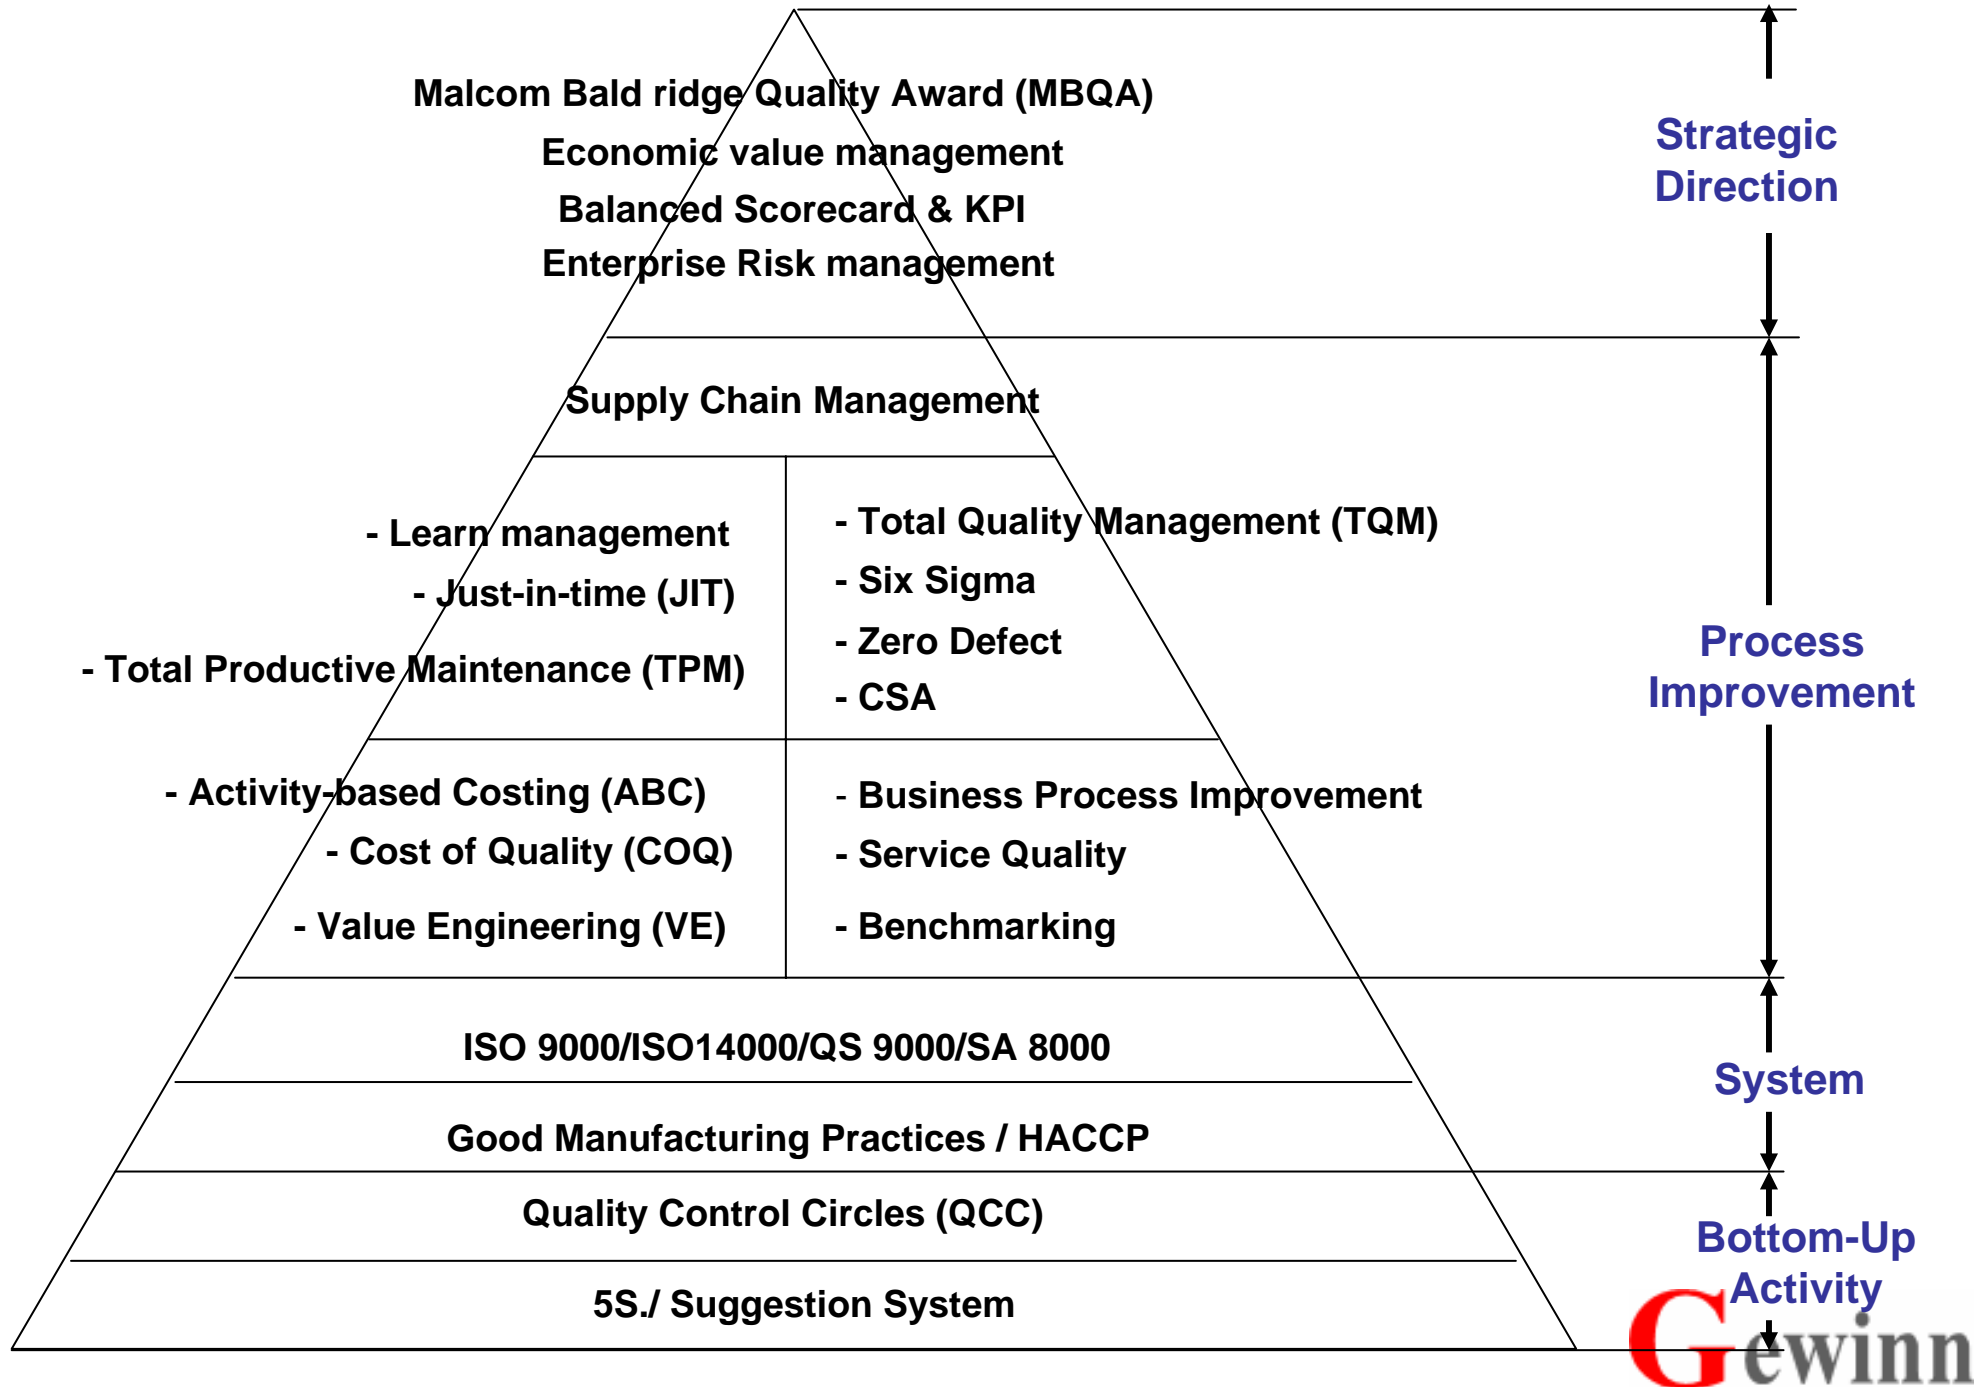 Malcom Bald ridge Quality Award (MBQA)
Economic value management
Balanced Scorecard & KPI
Enterprise Risk management
Strategic
Direction
Supply Chain Management
- Learn management
- Just-in-time (JIT)
- Total Productive Maintenance (TPM)
- Total Quality Management (TQM)
- Six Sigma
- Zero Defect
- CSA
- Activity-based Costing (ABC)
- Cost of Quality (COQ)
- Value Engineering (VE)
- Business Process Improvement
- Service Quality
- Benchmarking
Process
Improvement
ISO 9000/ISO14000/QS 9000/SA 8000
Good Manufacturing Practices / HACCP
System
Quality Control Circles (QCC)
5S./ Suggestion System
Bottom-Up
Activity
Gewinn